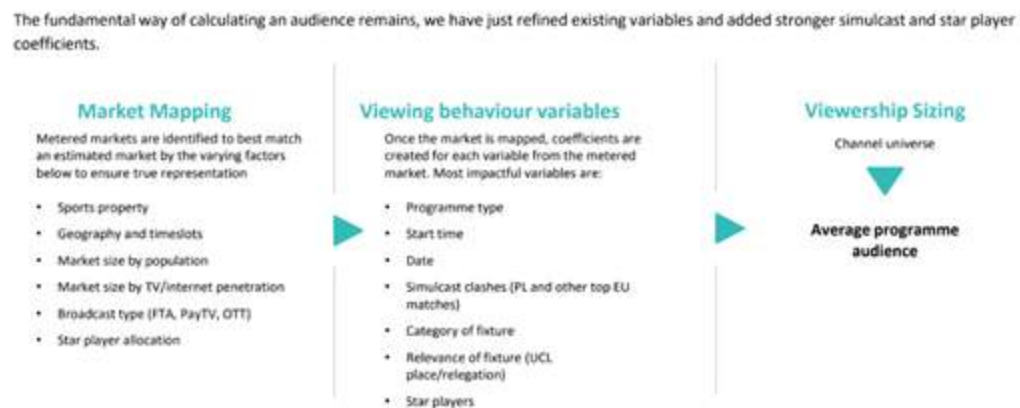 The fundamental way of calculating an audience remains, we have just refined existing variables and added stronger simulcast and star player
coefficients.
Market Mapping
Metered markets are identified to best match
an estimated market by the varying factors
below to ensure true representation
• Sports property
• Geography and timeslots
• Market size by population
• Market size by TV/internet penetration
• Broadcast type (FTA, PayTV, OTT)
• Star player allocation
Viewing behaviour variables
Once the market is mapped, coefficients are
created for each variable from the metered
market. Most impactful variables are:
• Programme type
• Start time
• Date
• Simulcast clashes (PL and other top EU
matches)
• Category of fixture
• Relevance of fixture (UCL
place/relegation)
• Star players
Viewership Sizing
Channel universe
Average programme
audience